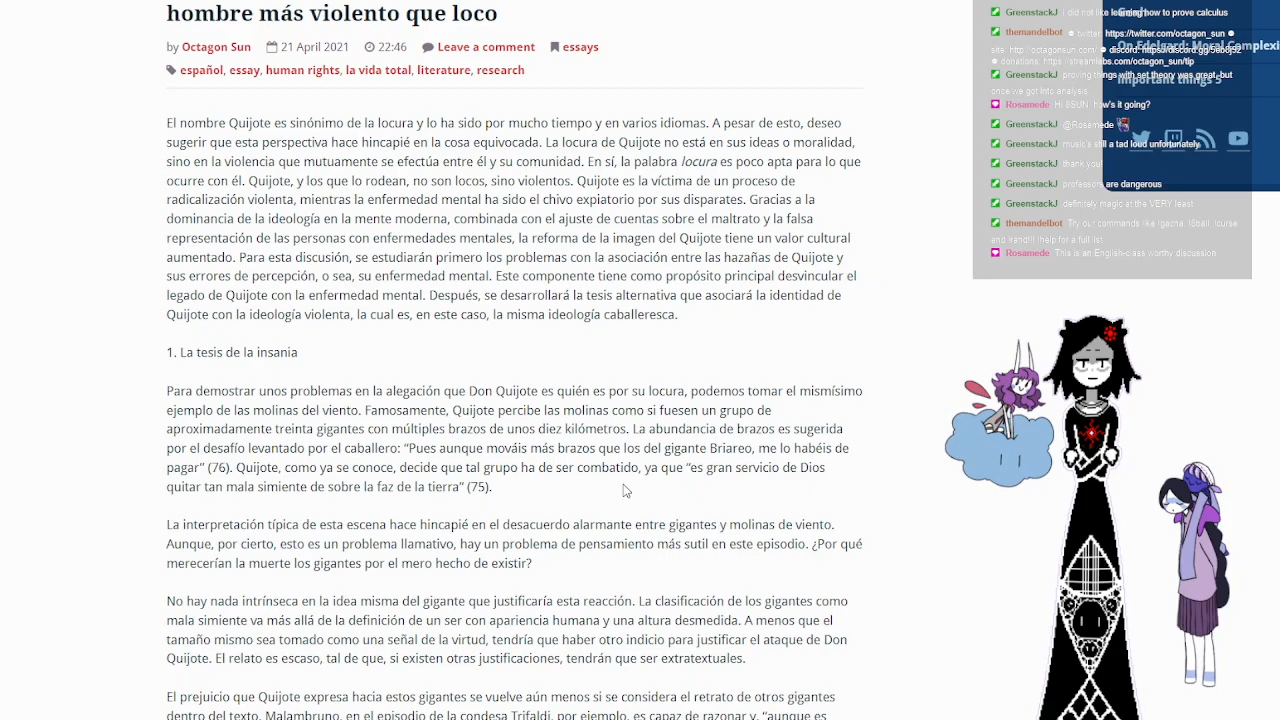 hombre más violento que loco
by Octagon Sun 21 April 2021 22:46 Leave a comment essays
español, essay, human rights, la vida total, literature, research
El nombre Quijote es sinónimo de la locura y lo ha sido por mucho tiempo y en varios idiomas. A pesar de esto, deseo
sugerir que esta perspectiva hace hincapié en la cosa equivocada. La locura de Quijote no está en sus ideas o moralidad,
sino en la violencia que mutuamente se efectúa entre él y su comunidad. En sí, la palabra locura es poco apta para lo que
ocurre con él. Quijote, y los que lo rodean, no son locos, sino violentos. Quijote es la víctima de un proceso de
radicalización violenta, mientras la enfermedad mental ha sido el chivo expiatorio por sus disparates. Gracias a la
dominancia de la ideología en la mente moderna, combinada con el ajuste de cuentas sobre el maltrato y la falsa
representación de las personas con enfermedades mentales, la reforma de la imagen del Quijote tiene un valor cultural
aumentado. Para esta discusión, se estudiarán primero los problemas con la asociación entre las hazañas de Quijote y
sus errores de percepción, o sea, su enfermedad mental. Este componente tiene como propósito principal desvincular el
legado de Quijote con la enfermedad mental. Después, se desarrollará la tesis alternativa que asociará la identidad de
Quijote con la ideología violenta, la cual es, en este caso, la misma ideología caballeresca.
1. La tesis de la insania
Para demostrar unos problemas en la alegación que Don Quijote es quién es por su locura, podemos tomar el mismísimo
ejemplo de las molinas del viento. Famosamente, Quijote percibe las molinas como si fuesen un grupo de
aproximadamente treinta gigantes con múltiples brazos de unos diez kilómetros. La abundancia de brazos es sugerida
por el desafío levantado por el caballero: “Pues aunque mováis más brazos que los del gigante Briareo, me lo habéis de
pagar” (76). Quijote, como ya se conoce, decide que tal grupo ha de ser combatido, ya que “es gran servicio de Dios
quitar tan mala simiente de sobre la faz de la tierra” (75).
La interpretación típica de esta escena hace hincapié en el desacuerdo alarmante entre gigantes y molinas de viento.
Aunque, por cierto, esto es un problema llamativo, hay un problema de pensamiento más sutil en este episodio. ¿Por qué
merecerían la muerte los gigantes por el mero hecho de existir?
No hay nada intrínseca en la idea misma del gigante que justificaría esta reacción. La clasificación de los gigantes como
mala simiente va más allá de la definición de un ser con apariencia humana y una altura desmedida. A menos que el
tamaño mismo sea tomado como una señal de la virtud, tendría que haber otro indicio para justificar el ataque de Don
Quijote. El relato es escaso, tal de que, si existen otras justificaciones, tendrán que ser extratextuales.
El prejuicio que Quijote expresa hacia estos gigantes se vuelve aún menos si se considera el retrato de otros gigantes
dentro del texto. Malambruno, en el episodio de la condesa Trifaldi, por ejemplo, es capaz de razonar y, “aunque es
GreenstackJ I did not like learning how to prove calculus
themandelbot twitter: https://twitter.com/octagon_sun
site: http://octagonsun.com/ discord: https://discord.gg/
donations: https://streamlabs.com/octagon_sun/tip
On Edelgard: Moral Complexi
GreenstackJ proving things with set theory was great, but
once we got into analysis
important things 5
Rosamede Hi 8SUN how's it going?
GreenstackJ @Rosamede
GreenstackJ music's still a tad loud unfortunately
GreenstackJ thank you!
GreenstackJ professors are dangerous
GreenstackJ definitely magic at the VERY least
themandelbot Try our commands like !gacha, !8ball, !curse
and !rand!! !help for a full list.
Rosamede This is an English-class worthy discussion